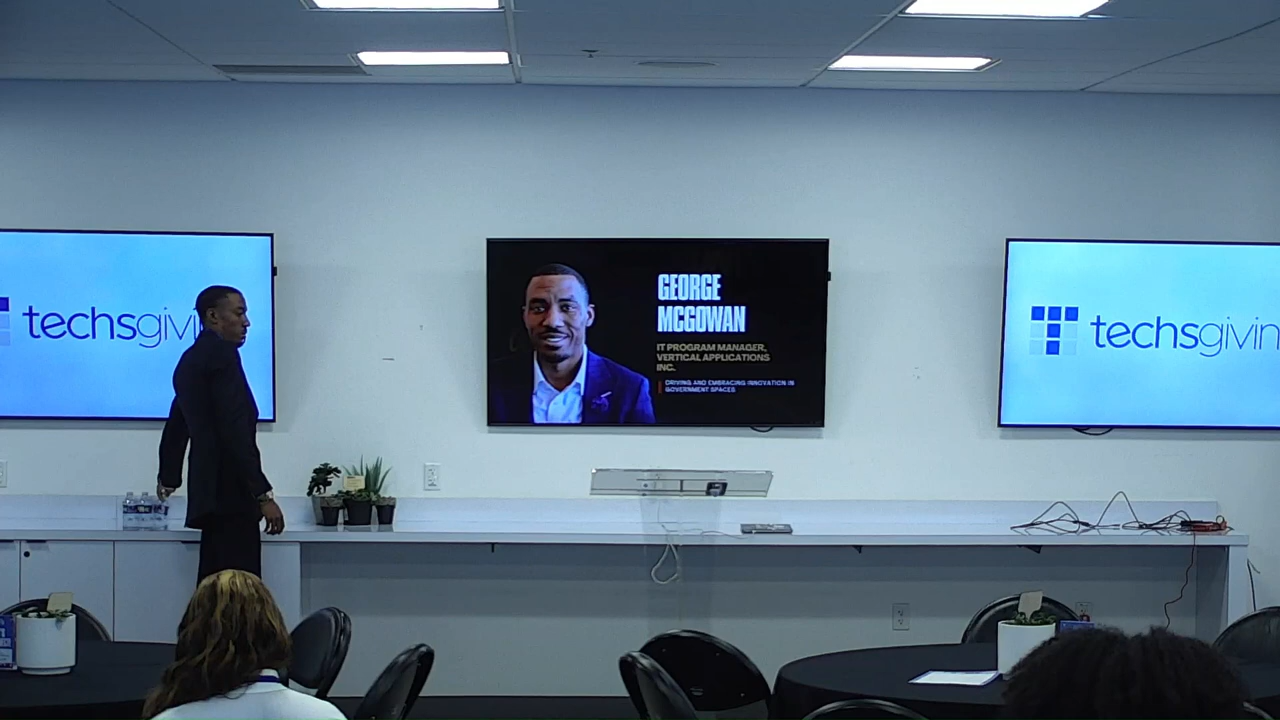 techsgivi
GEORGE
MCGOWAN
IT PROGRAM MANAGER,
VERTICAL APPLICATIONS
INC.
DRIVING AND EMBRACING INNOVATION IN
GOVERNMENT SPACES
techsgivin